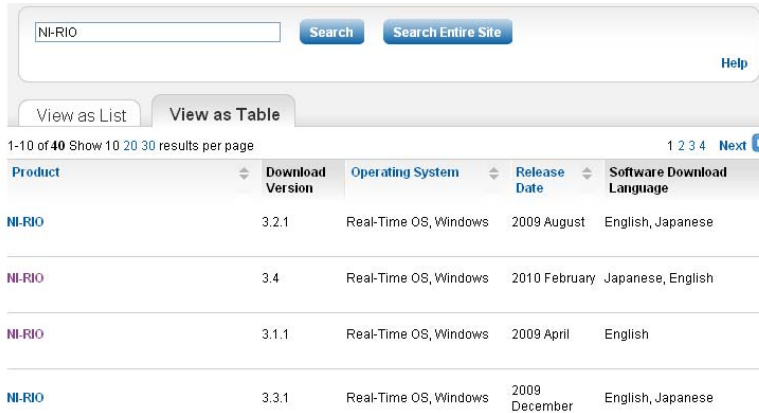 NI-RIO
Search
Search Entire Site
Help
View as List
View as Table
1-10 of 40 Show 10 20 30 results per page
1 2 3 4 Next
Product
Download Version
Operating System
Release Date
Software Download Language
NI-RIO
3.2.1
Real-Time OS, Windows
2009 August
English, Japanese
NI-RIO
3.4
Real-Time OS, Windows
2010 February
Japanese, English
NI-RIO
3.1.1
Real-Time OS, Windows
2009 April
English
NI-RIO
3.3.1
Real-Time OS, Windows
2009 December
English, Japanese